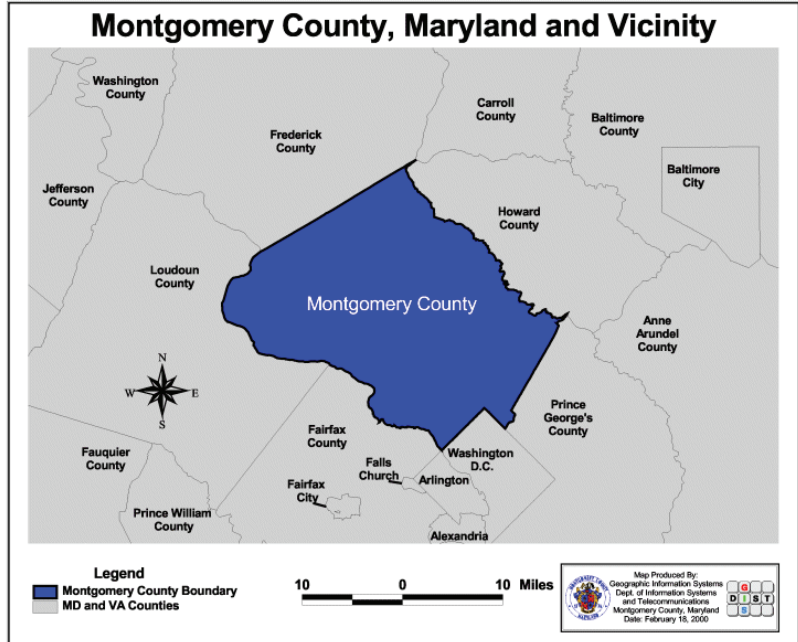 Montgomery County, Maryland and Vicinity
Washington
County
Carroll
County
Baltimore
County
Frederick
County
Baltimore
City
Jefferson
County
Howard
County
Loudoun
County
Montgomery County
Anne
Arundel
County
N
W
E
S
Prince
George's
County
Fairfax
County
Fauquier
County
Washington
D.C.
Falls
Church
Arlington
Fairfax
City
Prince William
County
Alexandria
Legend
Montgomery County Boundary
MD and VA Counties
10 0 10 Miles
Map Produced By:
Geographic Information Systems
Dept. of Information Systems
and Telecommunications
Montgomery County, Maryland
Date: February 18, 2000
MONTGOMERY COUNTY
MARYLAND
G
D I S T
S